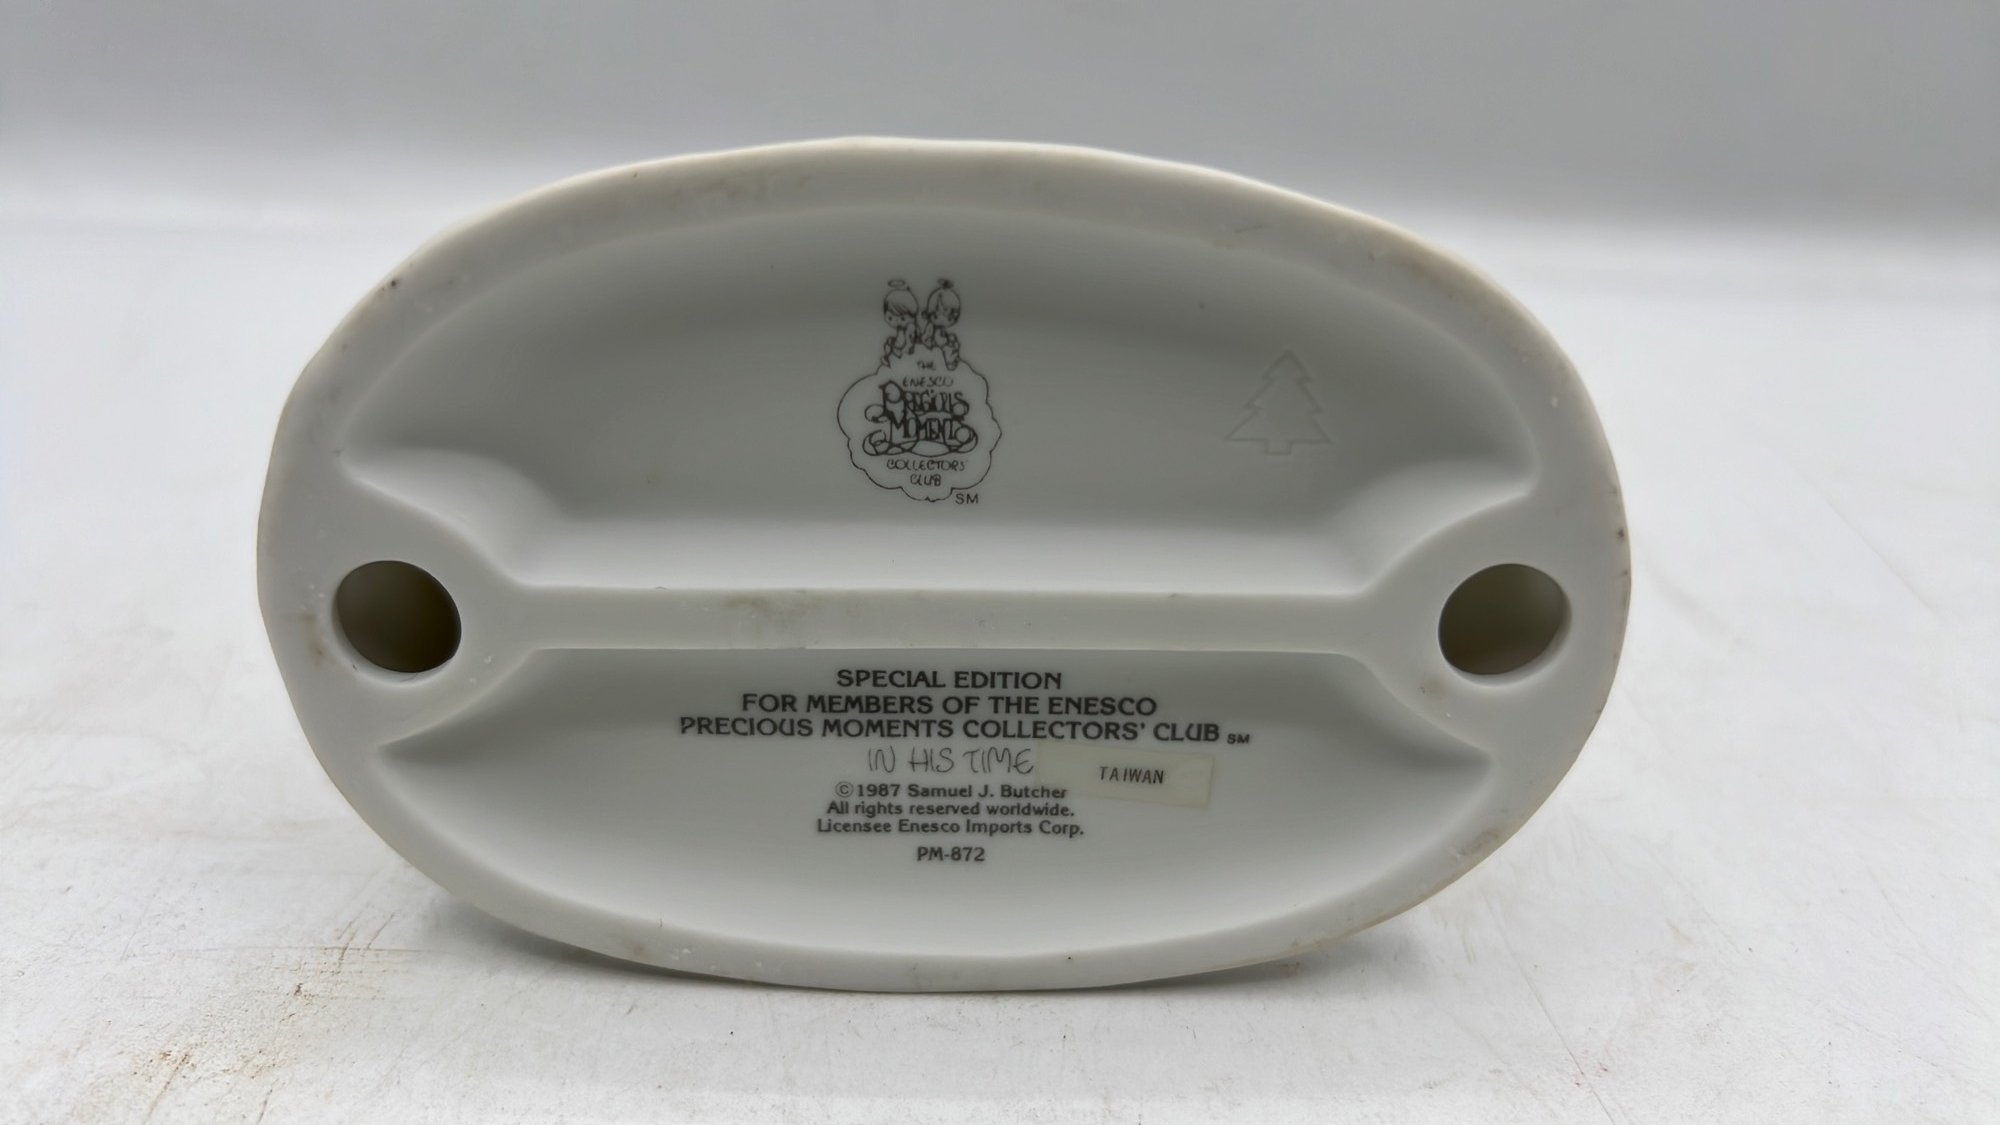 THE
ENESCO
PRECIOUS
MOMENTS
COLLECTORS'
CLUB
SM
SPECIAL EDITION
FOR MEMBERS OF THE ENESCO
PRECIOUS MOMENTS COLLECTORS' CLUB SM
IN HIS TIME
TAIWAN
©1987 Samuel J. Butcher
All rights reserved worldwide.
Licensee Enesco Imports Corp.
PM-872